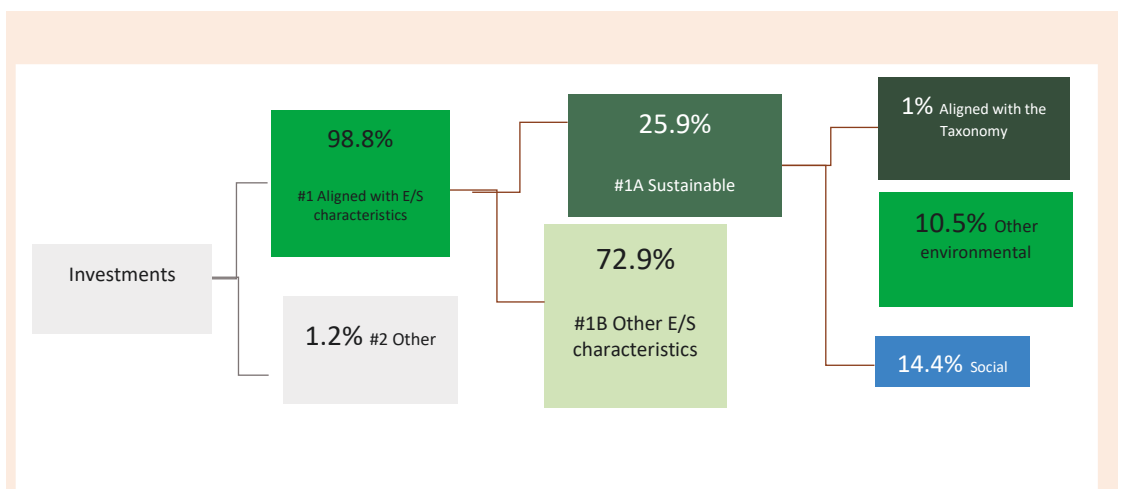 Investments
98.8%
#1 Aligned with E/S
characteristics
1.2% #2 Other
25.9%
#1A Sustainable
72.9%
#1B Other E/S
characteristics
1% Aligned with the
Taxonomy
10.5% Other
environmental
14.4% Social